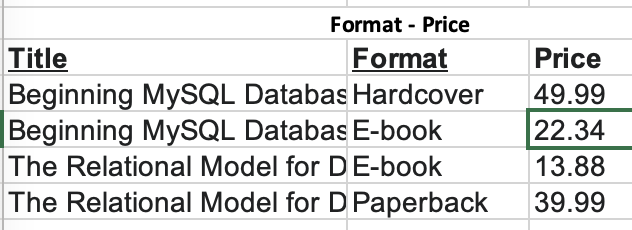 Format - Price
Title Format Price
Beginning MySQL Databas Hardcover 49.99
Beginning MySQL Databas E-book 22.34
The Relational Model for D E-book 13.88
The Relational Model for D Paperback 39.99